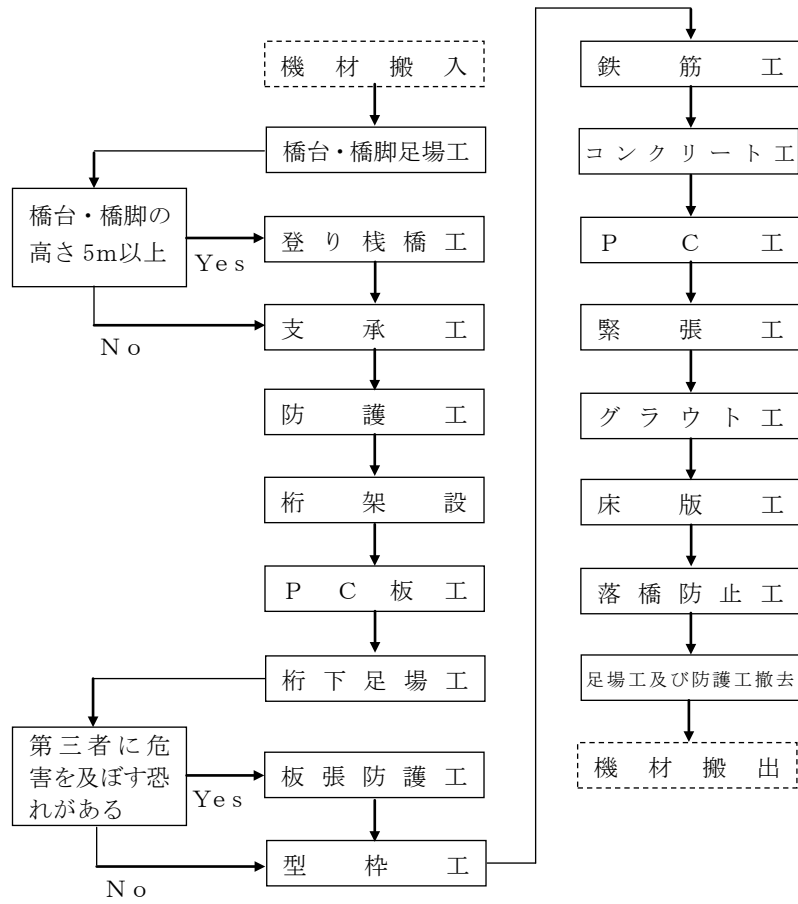 機材搬入
橋台・橋脚足場工
橋台・橋脚の
高さ5m以上
Yes
登り桟橋工
No
支承工
防護工
桁架設
PC板工
桁下足場工
第三者に危
害を及ぼす恐
れがある
Yes
板張防護工
No
型枠工
鉄筋工
コンクリート工
PC工
緊張工
グラウト工
床版工
落橋防止工
足場工及び防護工撤去
機材搬出